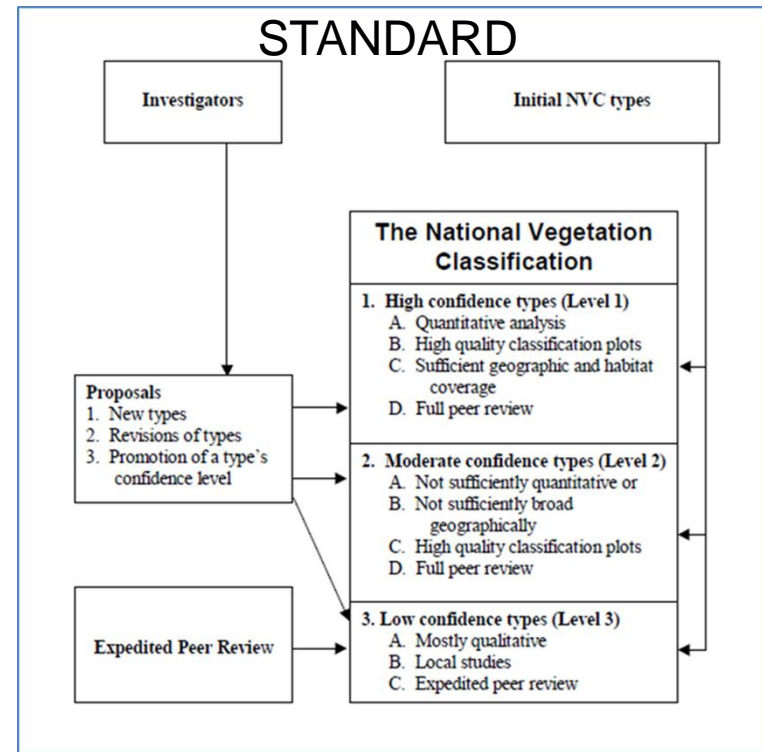 STANDARD
Investigators
Initial NVC types
The National Vegetation
Classification
1. High confidence types (Level 1)
A. Quantitative analysis
B. High quality classification plots
C. Sufficient geographic and habitat
coverage
D. Full peer review
Proposals
1. New types
2. Revisions of types
3. Promotion of a type's
confidence level
2. Moderate confidence types (Level 2)
A. Not sufficiently quantitative or
B. Not sufficiently broad
geographically
C. High quality classification plots
D. Full peer review
Expedited Peer Review
3. Low confidence types (Level 3)
A. Mostly qualitative
B. Local studies
C. Expedited peer review